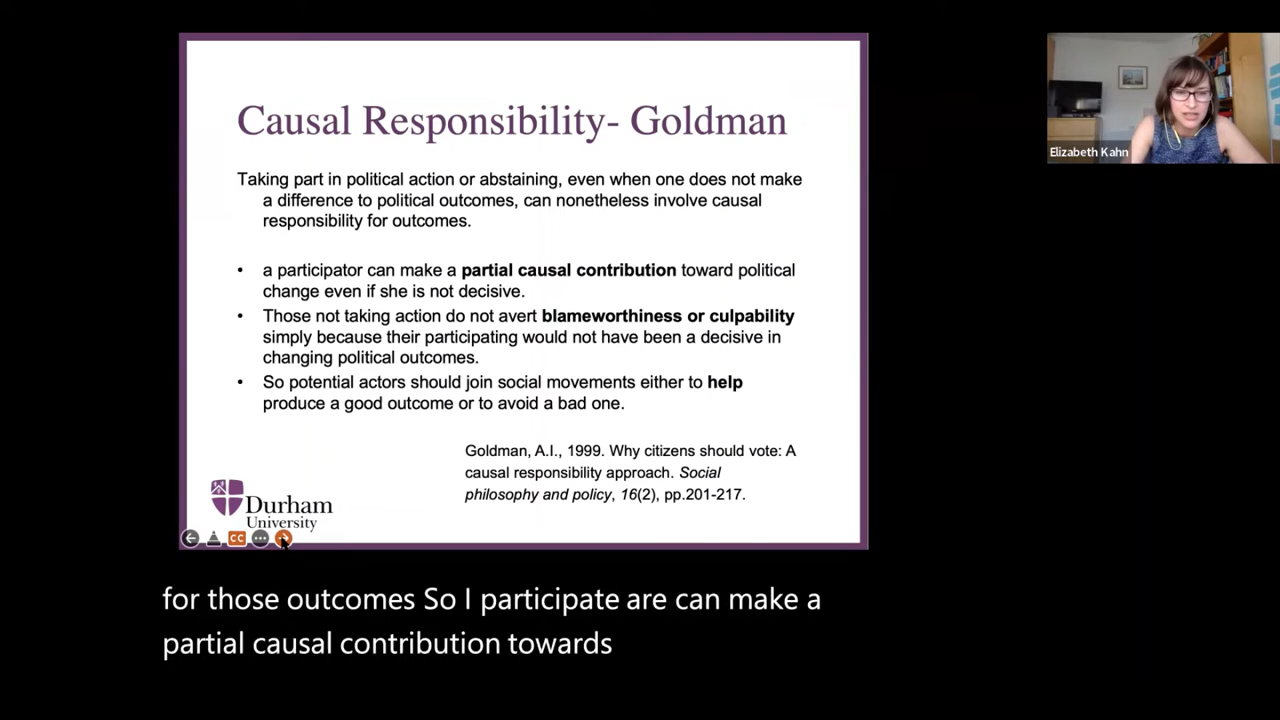 Causal Responsibility- Goldman
Taking part in political action or abstaining, even when one does not make
a difference to political outcomes, can nonetheless involve causal
responsibility for outcomes.
• a participator can make a partial causal contribution toward political
change even if she is not decisive.
• Those not taking action do not avert blameworthiness or culpability
simply because their participating would not have been a decisive in
changing political outcomes.
• So potential actors should join social movements either to help
produce a good outcome or to avoid a bad one.
Goldman, A.I., 1999. Why citizens should vote: A
causal responsibility approach. Social
philosophy and policy, 16(2), pp.201-217.
Durham
University
CC
Elizabeth Kahn
for those outcomes So I participate are can make a
partial causal contribution towards